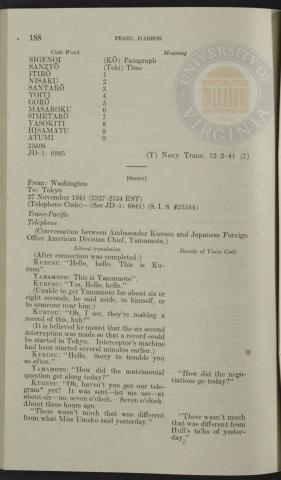 188 PEARL HARBOR
Code Word Meaning
SIGENOI (KŌ) Paragraph
SANZYO (Toki) Time
ITIRŌ 1
NISAKU 2
SANTARŌ 3
YOITI 4
GORŌ 5
MASAROKU 6
SIMETARŌ 7
YASOKITI 8
HISAMATU 9
ATUMI 0
25609
JD-1: 6985 (Y) Navy Trans. 12-2-41 (7)
[Secret]
From: Washington
To: Tokyo
27 November 1941 (2327-2334 EST)
(Telephone Code)—(See JD-1: 6841) (S. I. S. #25344)
Trans-Pacific
Telephone
(Conversation between Ambassador Kurusu and Japanese Foreign
Office American Division Chief, Yamamoto.)
Literal translation Decode of Voice Code
(After connection was completed:)
KURUSU: "Hello, hello. This is Ku-
rusu".
YAMAMOTO: This is Yamamoto".
KURUSU: "Yes, Hello, hello."
(Unable to get Yamamoto for about six or
eight seconds, he said aside, to himself, or
to someone near him:)
KURUSU: "Oh, I see, they're making a
record of this, huh?"
(It is believed he meant that the six second
interruption was made so that a record could
be started in Tokyo. Interceptor's machine
had been started several minutes earlier.)
KURUSU: "Hello. Sorry to trouble you
so often."
YAMAMOTO: "How did the matrimonial "How did the nego-
question get along today?" tiations go today?"
KURUSU: "Oh, haven't you got our tele-
gram* yet? It was sent—let me see—at
about six—no, seven o'clock. Seven o'clock.
About three hours ago.
"There wasn't much that was different "There wasn't much
from what Miss Umeko said yesterday." that was different from
Hull's talks of yester-
day."
UNIVERSITY OF
VIRGINIA